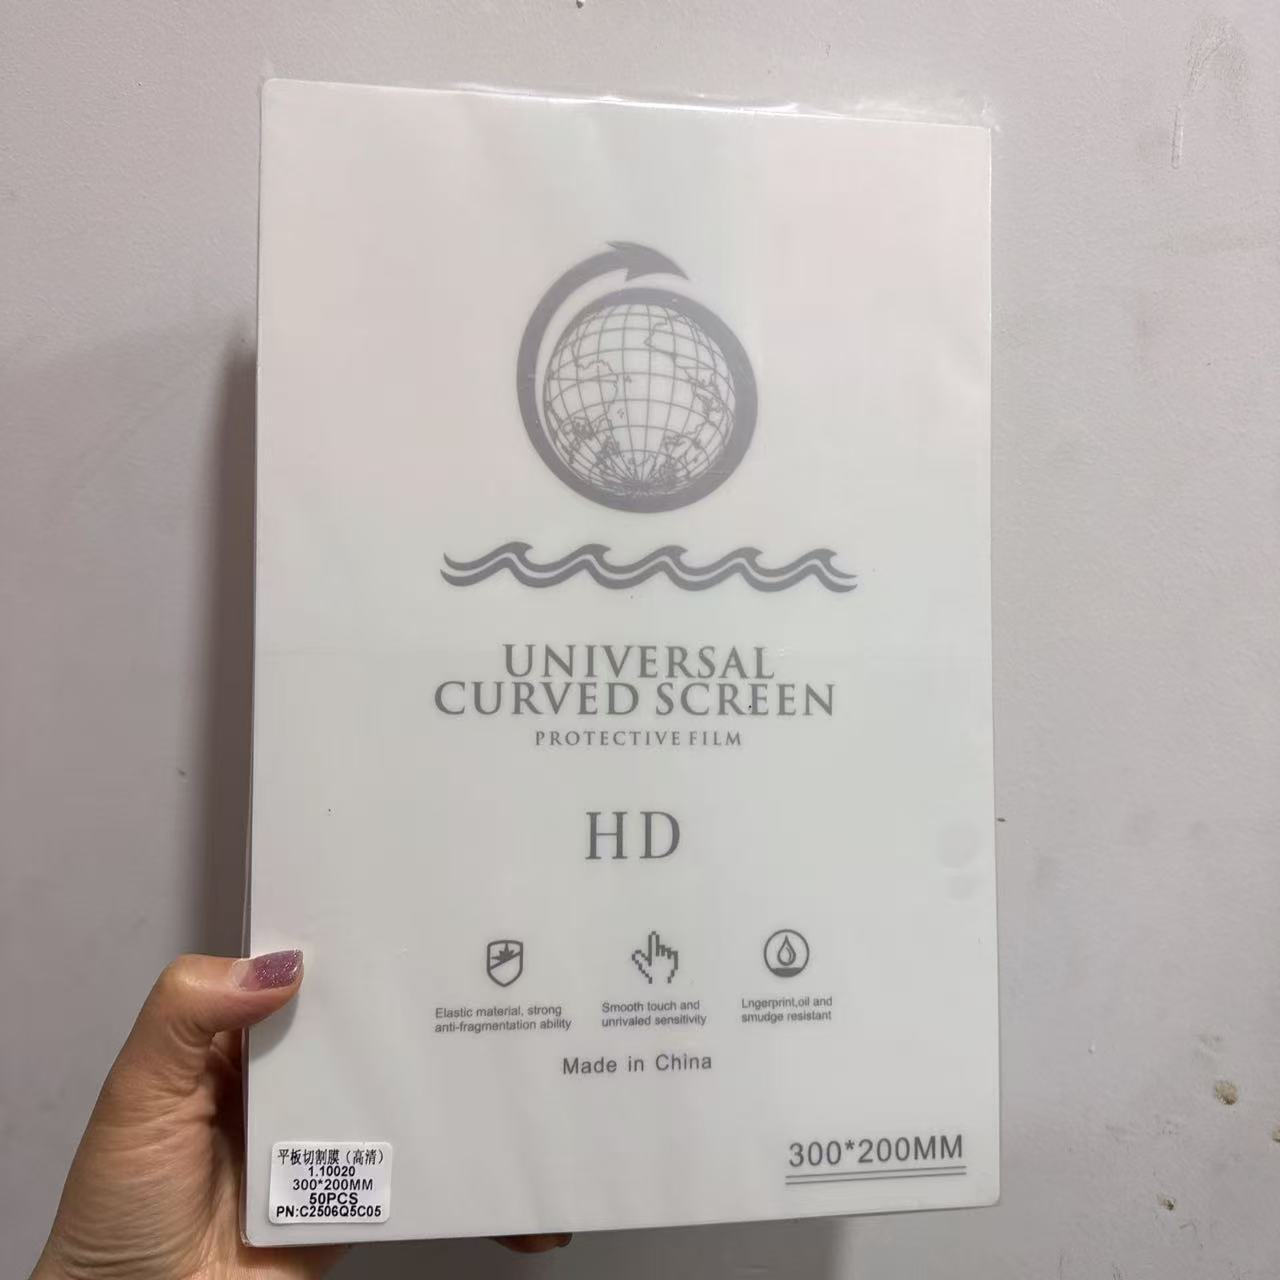 UNIVERSAL
CURVED SCREEN
PROTECTIVE FILM
HD
Elastic material, strong
anti-fragmentation ability
Smooth touch and
unrivaled sensitivity
Lngerprint,oil and
smudge resistant
Made in China
300*200MM
平板切割膜（高清）
1.10020
300*200MM
50PCS
PN:C2506Q5C05